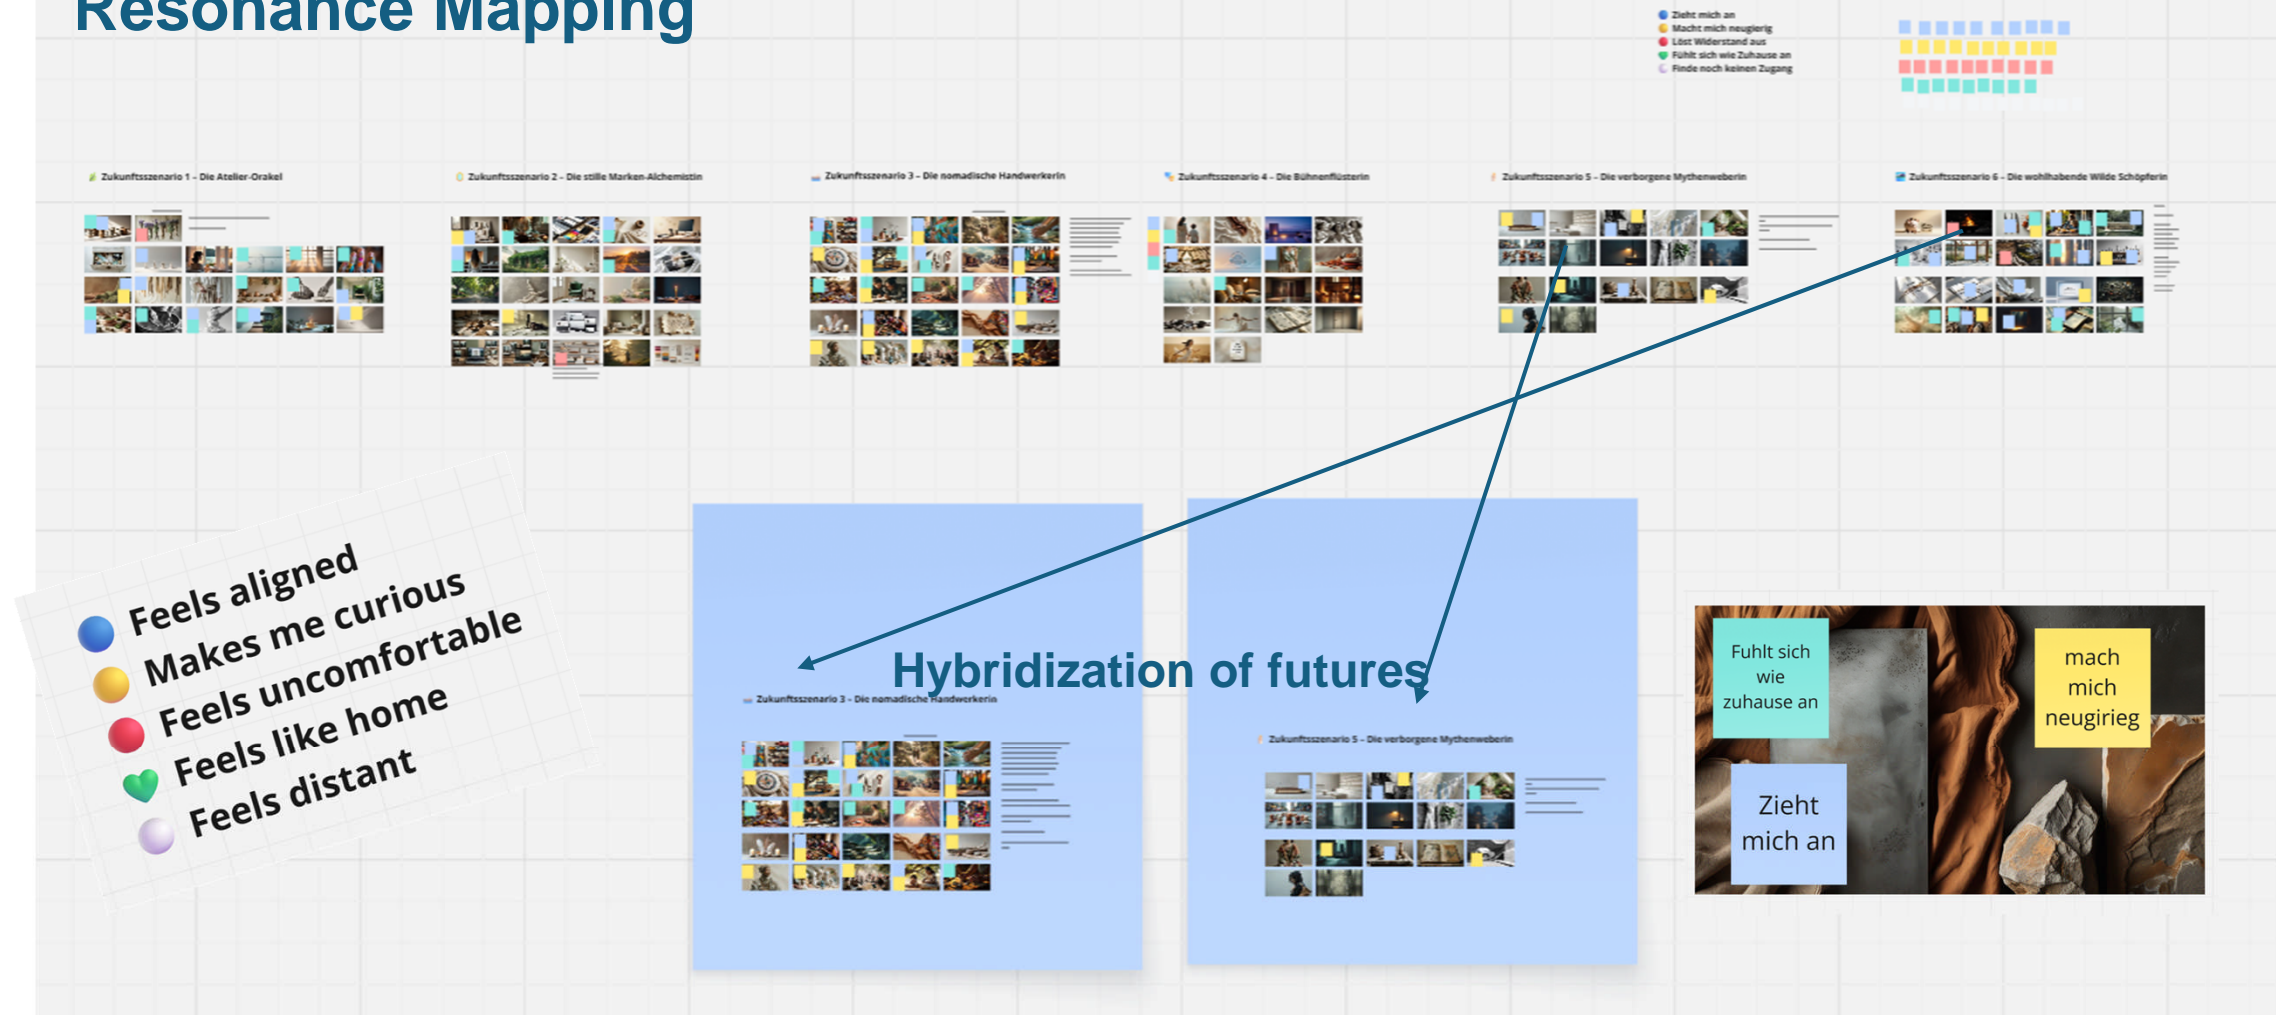 Resonance Mapping
Zieht mich an
Macht mich neugierig
Löst Widerstand aus
Fühlt sich wie Zuhause an
Finde noch keinen Zugang
Zukunftsszenario 1 – Die Atelier-Orakel
Zukunftsszenario 2 – Die stille Marken-Alchemistin
Zukunftsszenario 3 – Die nomadische Handwerkerin
Zukunftsszenario 4 – Die Bühnenflüsterin
Zukunftsszenario 5 – Die verborgene Mythenweberin
Zukunftsszenario 6 – Die wohlhabende Wilde Schöpferin
Feels aligned
Makes me curious
Feels uncomfortable
Feels like home
Feels distant
Hybridization of futures
Zukunftsszenario 3 – Die nomadische Handwerkerin
Zukunftsszenario 5 – Die verborgene Mythenweberin
Fuhlt sich
wie
zuhause an
mach
mich
neugirieg
Zieht
mich an